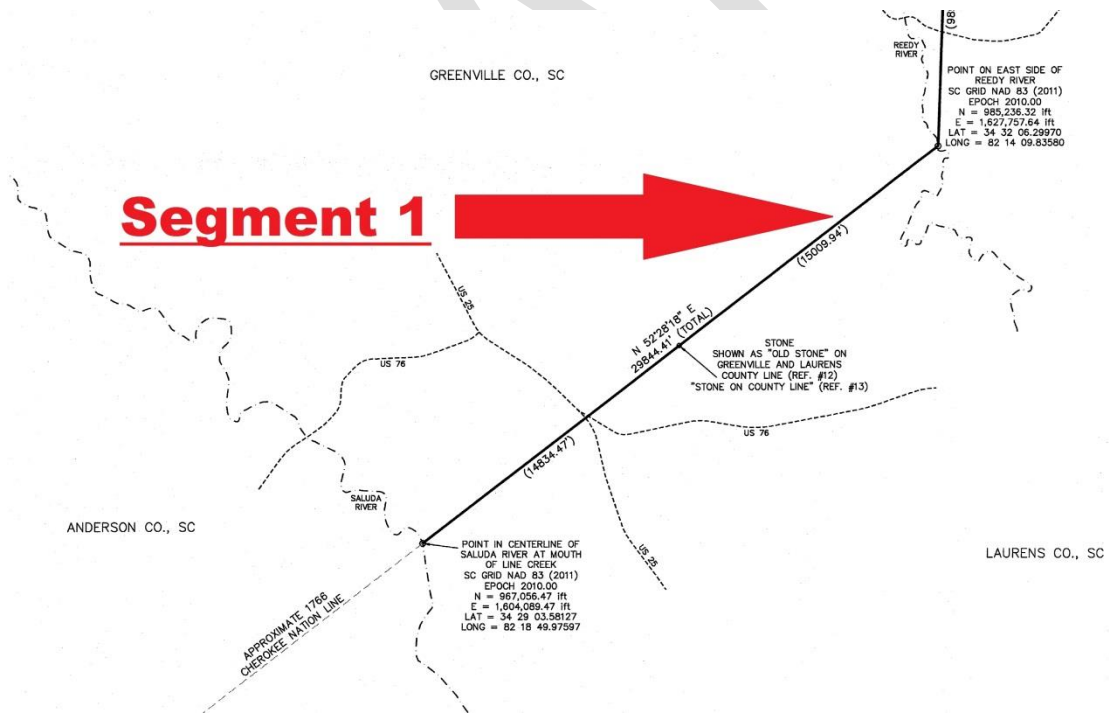 (98
REEDY
RIVER
GREENVILLE CO., SC
POINT ON EAST SIDE OF
REEDY RIVER
SC GRID NAD 83 (2011)
EPOCH 2010.00
N = 985,236.32 ift
E = 1,627,757.64 ift
LAT = 34 32 06.29970
LONG = 82 14 09.83580
Segment 1
(15009.94')
US 25
N 52°28'18" E
29844.41' (TOTAL)
STONE
SHOWN AS "OLD STONE" ON
GREENVILLE AND LAURENS
COUNTY LINE (REF. #12)
"STONE ON COUNTY LINE" (REF. #13)
US 76
US 76
(14834.47')
SALUDA
RIVER
ANDERSON CO., SC
POINT IN CENTERLINE OF
SALUDA RIVER AT MOUTH
OF LINE CREEK
SC GRID NAD 83 (2011)
EPOCH 2010.00
N = 967,056.47 ift
E = 1,604,089.47 ift
LAT = 34 29 03.58127
LONG = 82 18 49.97597
US 25
LAURENS CO., SC
APPROXIMATE 1766
CHEROKEE NATION LINE